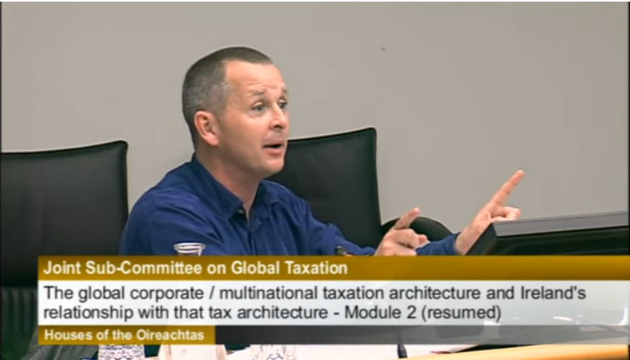 Joint Sub-Committee on Global Taxation
The global corporate / multinational taxation architecture and Ireland's
relationship with that tax architecture - Module 2 (resumed)
Houses of the Oireachtas